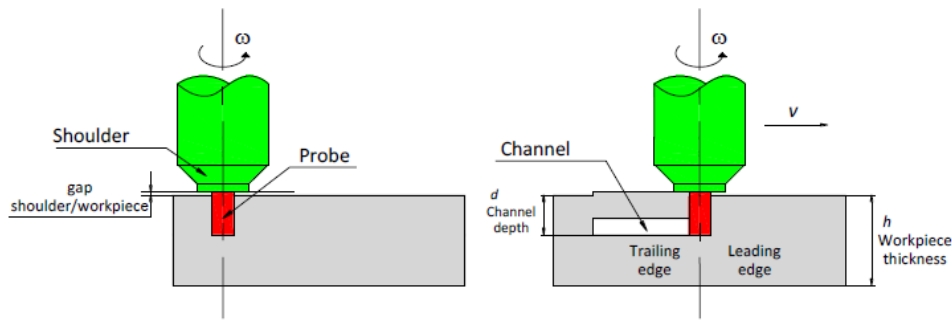 ω
Shoulder
Probe
gap
shoulder/workpiece
ω
v
Channel
d
Channel
depth
Trailing
edge
Leading
edge
h
Workpiece
thickness